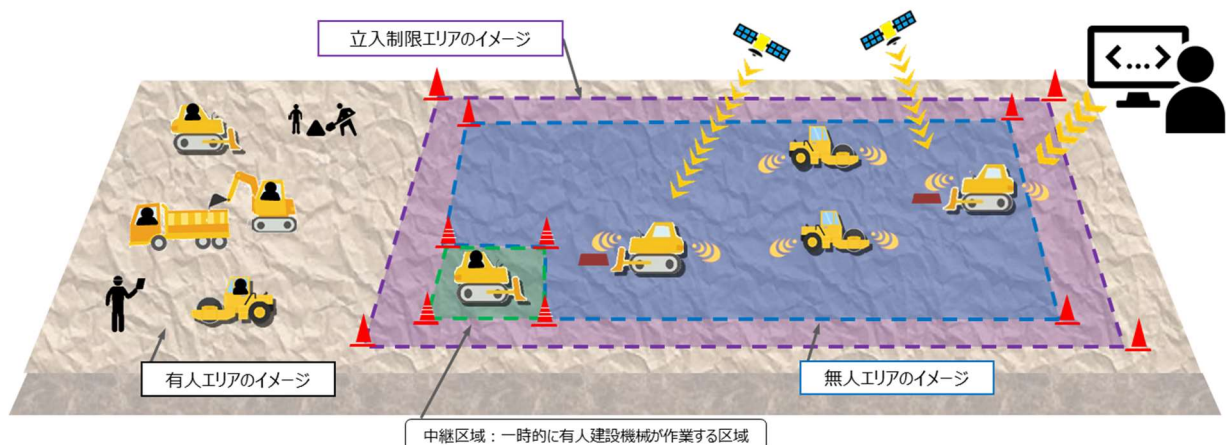 立入制限エリアのイメージ
<...>
有人エリアのイメージ
無人エリアのイメージ
中継区域：一時的に有人建設機械が作業する区域